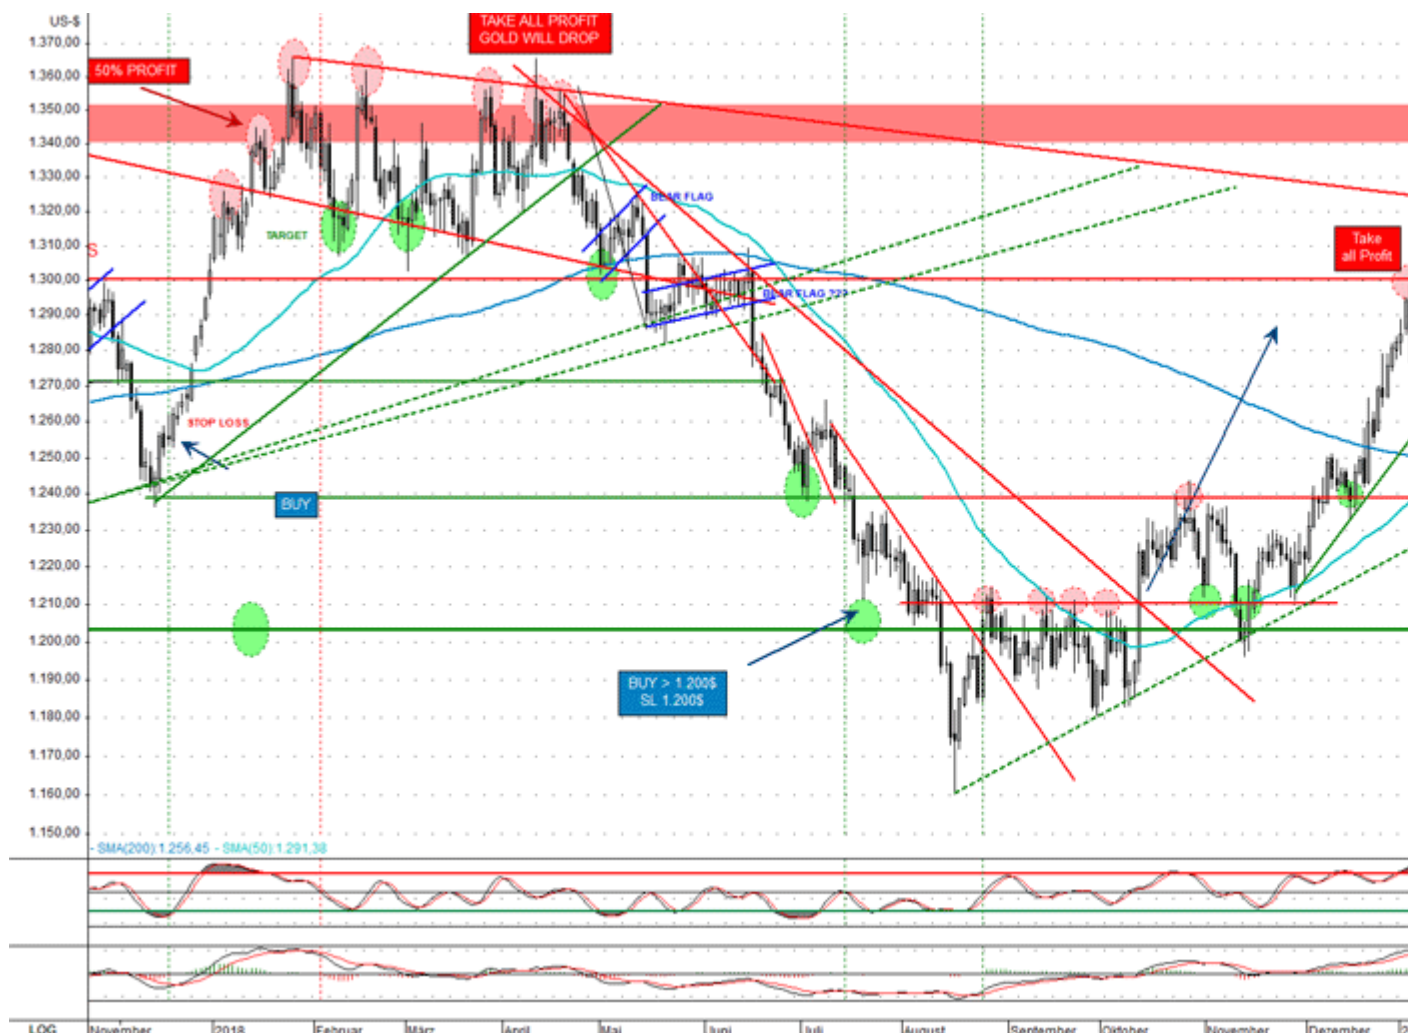 US-$
1.370,00
1.360,00
1.350,00
1.340,00
1.330,00
1.320,00
1.310,00
1.300,00
1.290,00
1.280,00
1.270,00
1.260,00
1.250,00
1.240,00
1.230,00
1.220,00
1.210,00
1.200,00
1.190,00
1.180,00
1.170,00
1.160,00
1.150,00
TAKE ALL PROFIT
GOLD WILL DROP
50% PROFIT
BEAR FLAG
TARGET
S
Take
all Profit
BEAR FLAG ???
STOP LOSS
BUY
BUY > 1.200$
SL 1.200$
- SMA(200):1.256,45 - SMA(50):1.291,38
LOG
November
2018
Februar
März
April
Mai
Juni
Juli
August
September
Oktober
November
Dezember